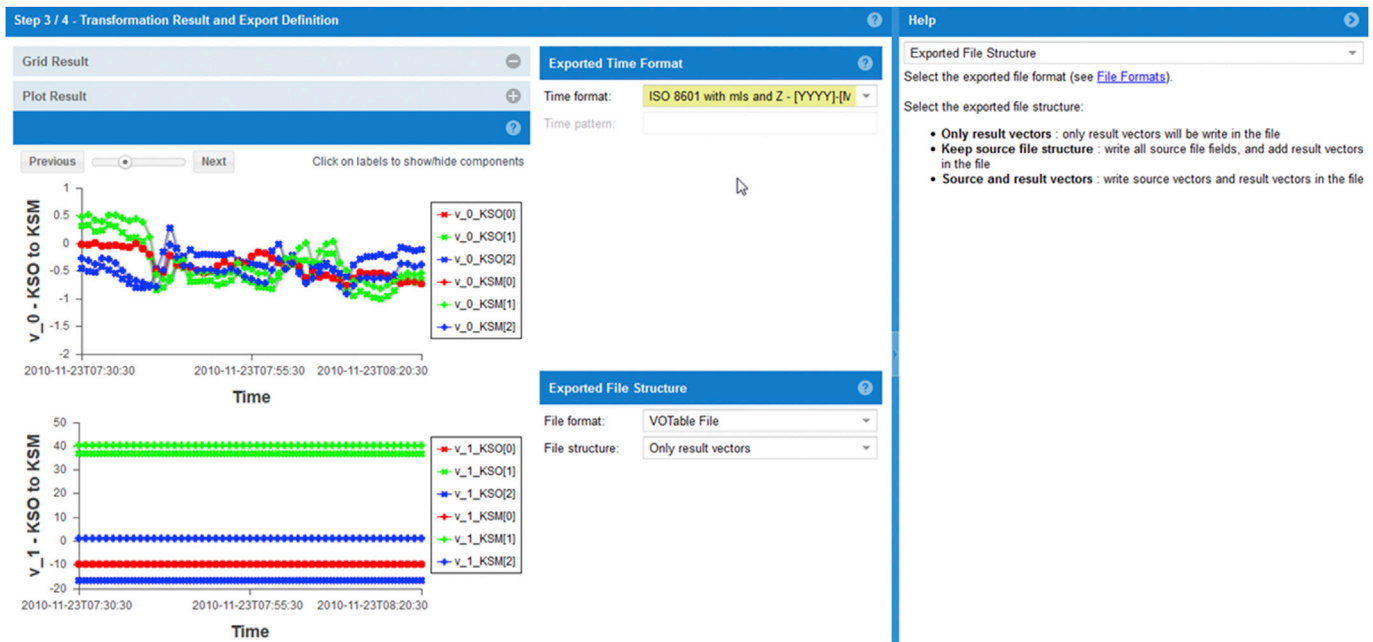 Step 3 / 4 - Transformation Result and Export Definition
Grid Result
Plot Result
Previous
Next
Click on labels to show/hide components
v_0 - KSO to KSM
1
0.5
0
-0.5
-1
-1.5
-2
2010-11-23T07:30:30
2010-11-23T07:55:30
2010-11-23T08:20:30
Time
v_0_KSO[0]
v_0_KSO[1]
v_0_KSO[2]
v_0_KSM[0]
v_0_KSM[1]
v_0_KSM[2]
v_1 - KSO to KSM
50
40
30
20
10
0
-10
-20
2010-11-23T07:30:30
2010-11-23T07:55:30
2010-11-23T08:20:30
Time
v_1_KSO[0]
v_1_KSO[1]
v_1_KSO[2]
v_1_KSM[0]
v_1_KSM[1]
v_1_KSM[2]
Exported Time Format
Time format: ISO 8601 with mls and Z - [YYYY]-[M
Time pattern:
Exported File Structure
File format: VOTable File
File structure: Only result vectors
Help
Exported File Structure
Select the exported file format (see File Formats).
Select the exported file structure:
• Only result vectors : only result vectors will be write in the file
• Keep source file structure : write all source file fields, and add result vectors
in the file
• Source and result vectors : write source vectors and result vectors in the file